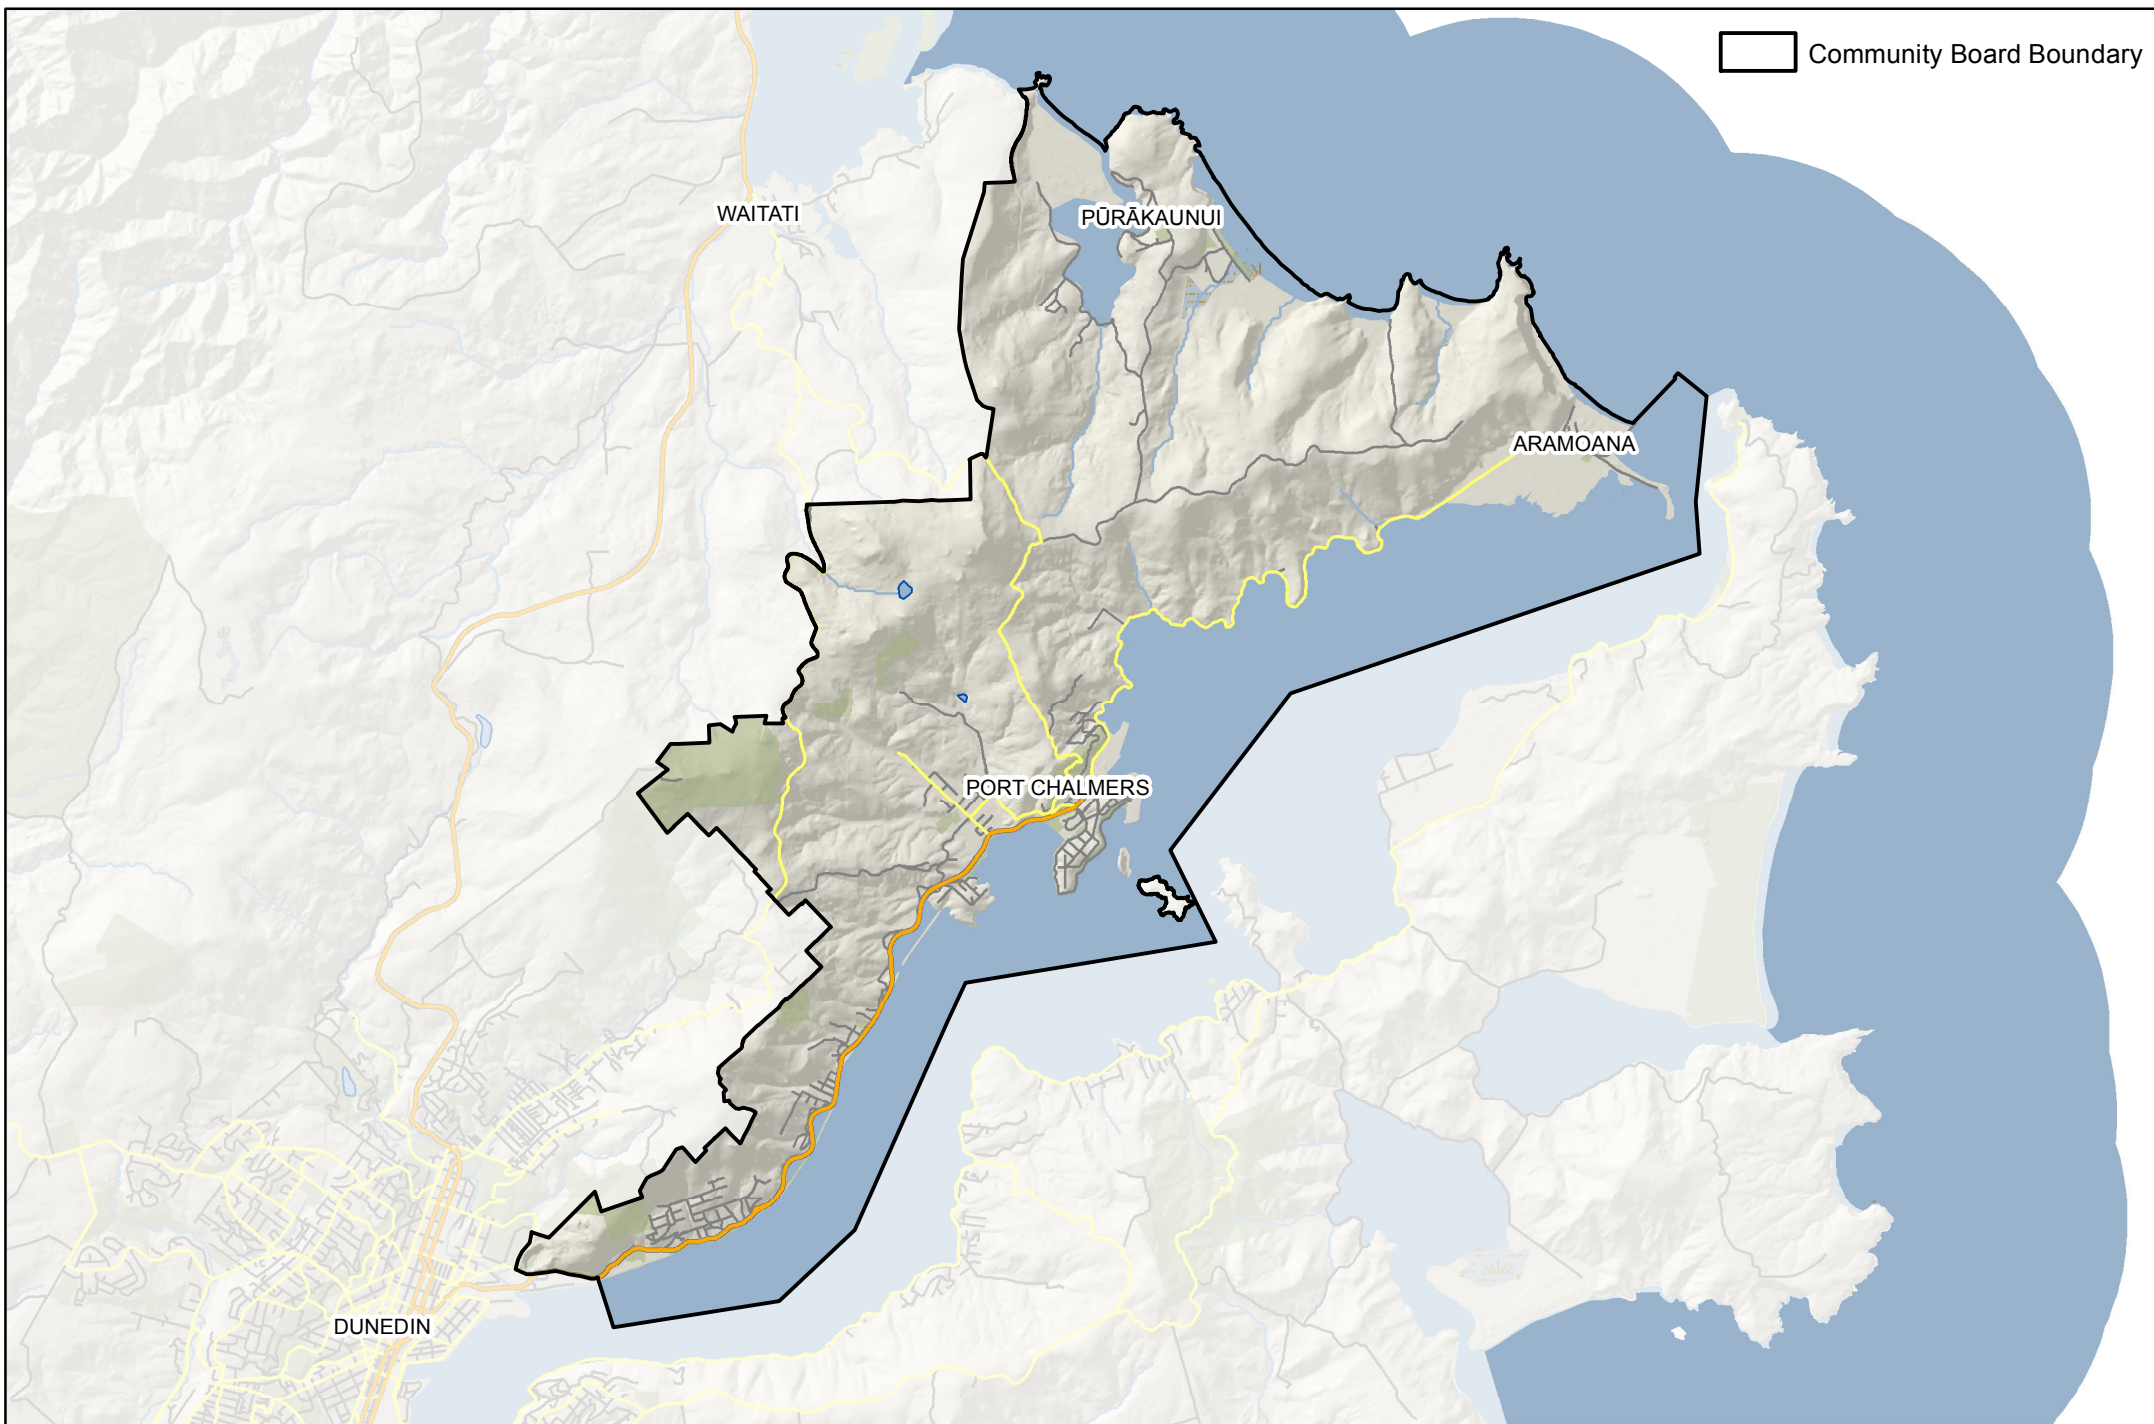 Community Board Boundary
WAITATI
PŪRĀKAUNUI
ARAMOANA
PORT CHALMERS
DUNEDIN